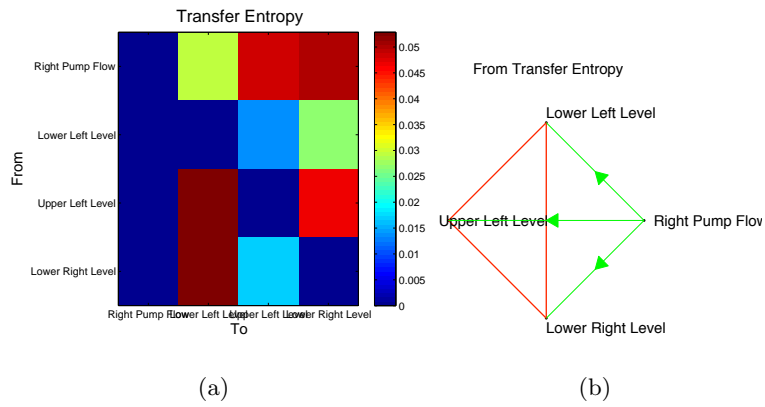 Transfer Entropy
From
Right Pump Flow
Lower Left Level
Upper Left Level
Lower Right Level
Right Pump Flow
Lower Left Level
Upper Left Level
Lower Right Level
To
0.05
0.045
0.04
0.035
0.03
0.025
0.02
0.015
0.01
0.005
0
(a)
From Transfer Entropy
Lower Left Level
Upper Left Level
Right Pump Flow
Lower Right Level
(b)